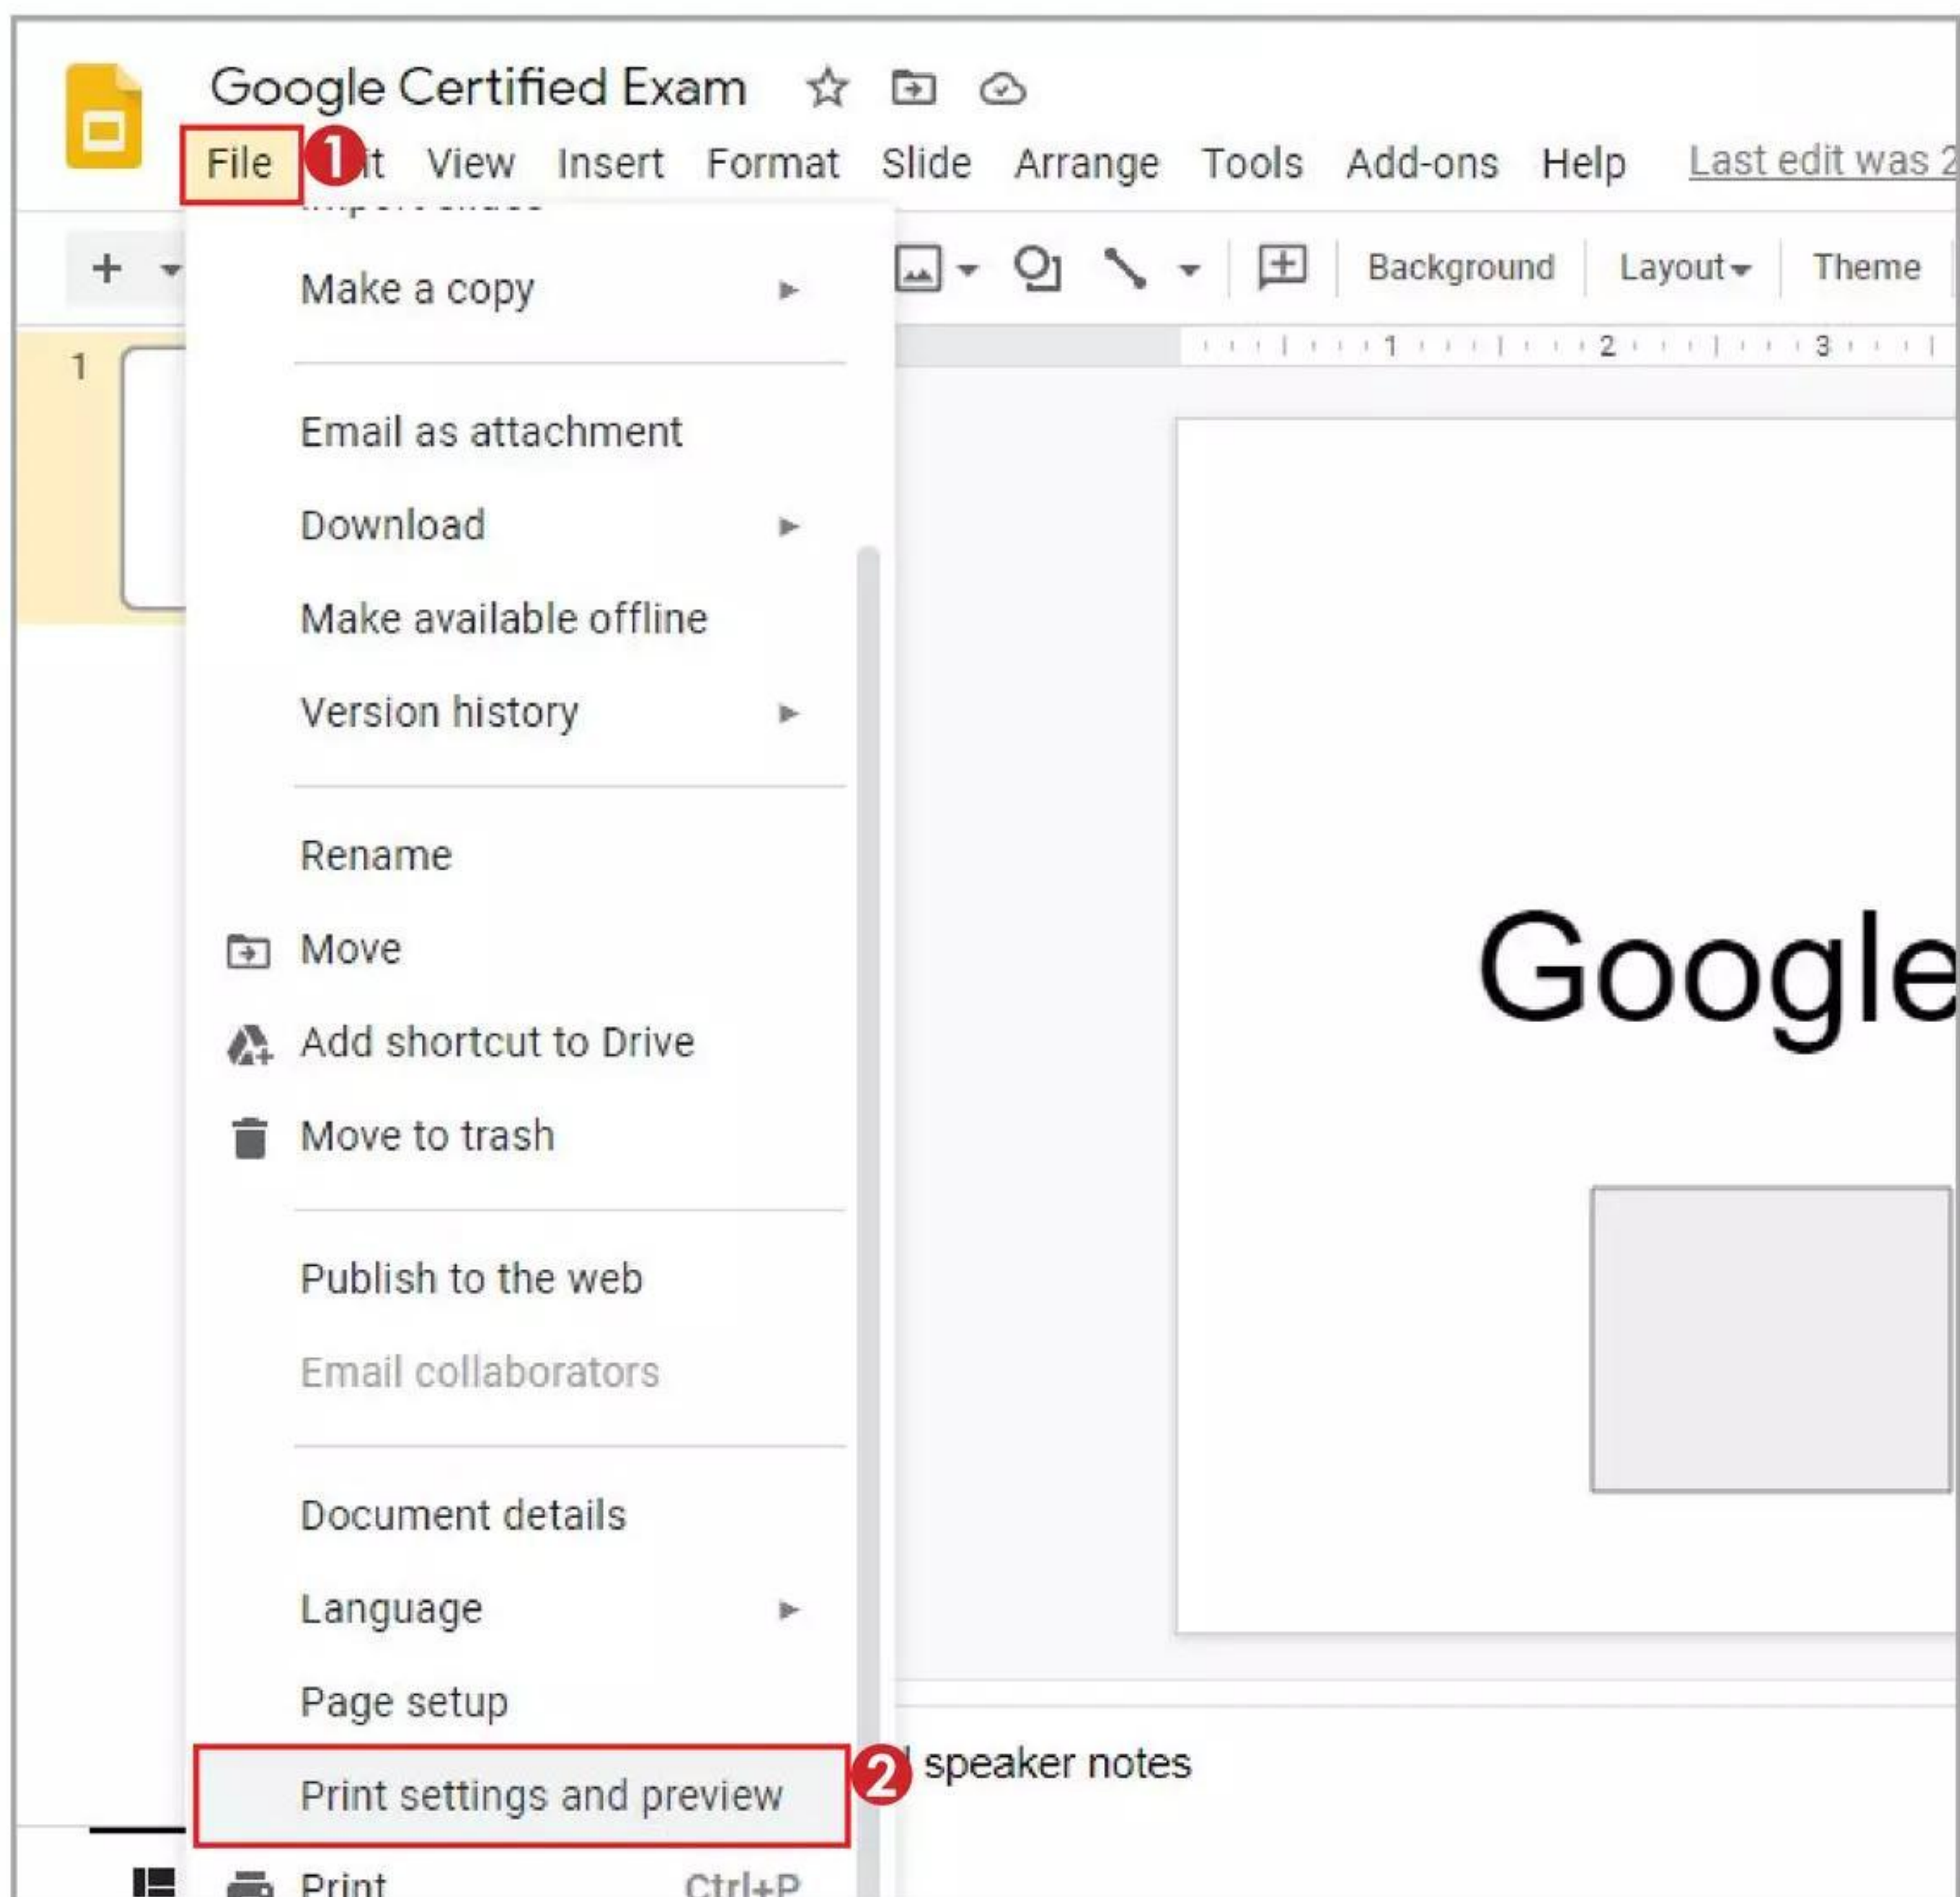 Google Certified Exam
File 1 it View Insert Format Slide Arrange Tools Add-ons Help Last edit was 2
Background Layout Theme
1 2 3
1
Make a copy
Email as attachment
Download
Make available offline
Version history
Rename
Move
Add shortcut to Drive
Move to trash
Google
Publish to the web
Email collaborators
Document details
Language
Page setup
Print settings and preview 2
speaker notes
Print Ctrl+P